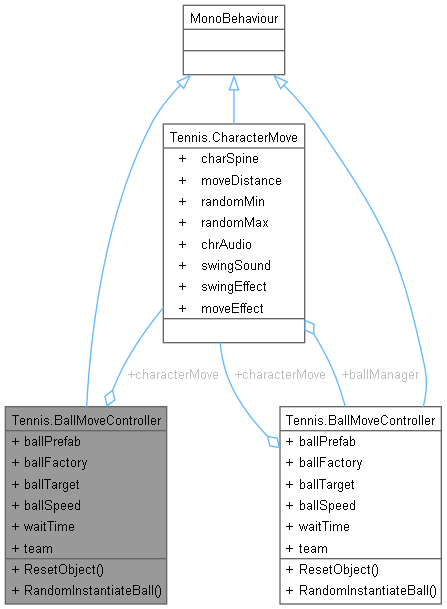 MonoBehaviour
Tennis.CharacterMove
+ charSpine
+ moveDistance
+ randomMin
+ randomMax
+ chrAudio
+ swingSound
+ swingEffect
+ moveEffect
+characterMove
+characterMove
+ballManager
Tennis.BallMoveController
+ ballPrefab
+ ballFactory
+ ballTarget
+ ballSpeed
+ waitTime
+ team
+ ResetObject()
+ RandomInstantiateBall()
Tennis.BallMoveController
+ ballPrefab
+ ballFactory
+ ballTarget
+ ballSpeed
+ waitTime
+ team
+ ResetObject()
+ RandomInstantiateBall()